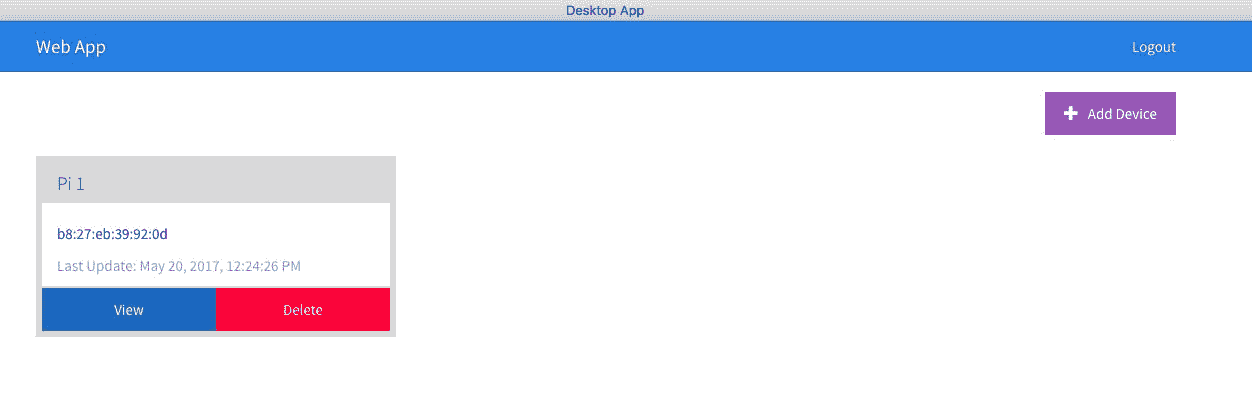 Desktop App
Web App
Logout
Add Device
Pi 1
b8:27:eb:39:92:0d
Last Update: May 20, 2017, 12:24:26 PM
View
Delete